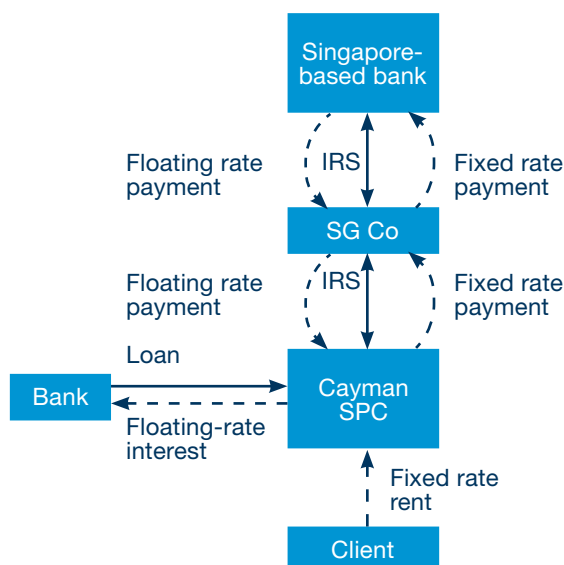 Singapore-
based bank
Floating rate
payment
IRS
Fixed rate
payment
SG Co
Floating rate
payment
IRS
Fixed rate
payment
Loan
Bank
Cayman
SPC
Floating-rate
interest
Fixed rate
rent
Client